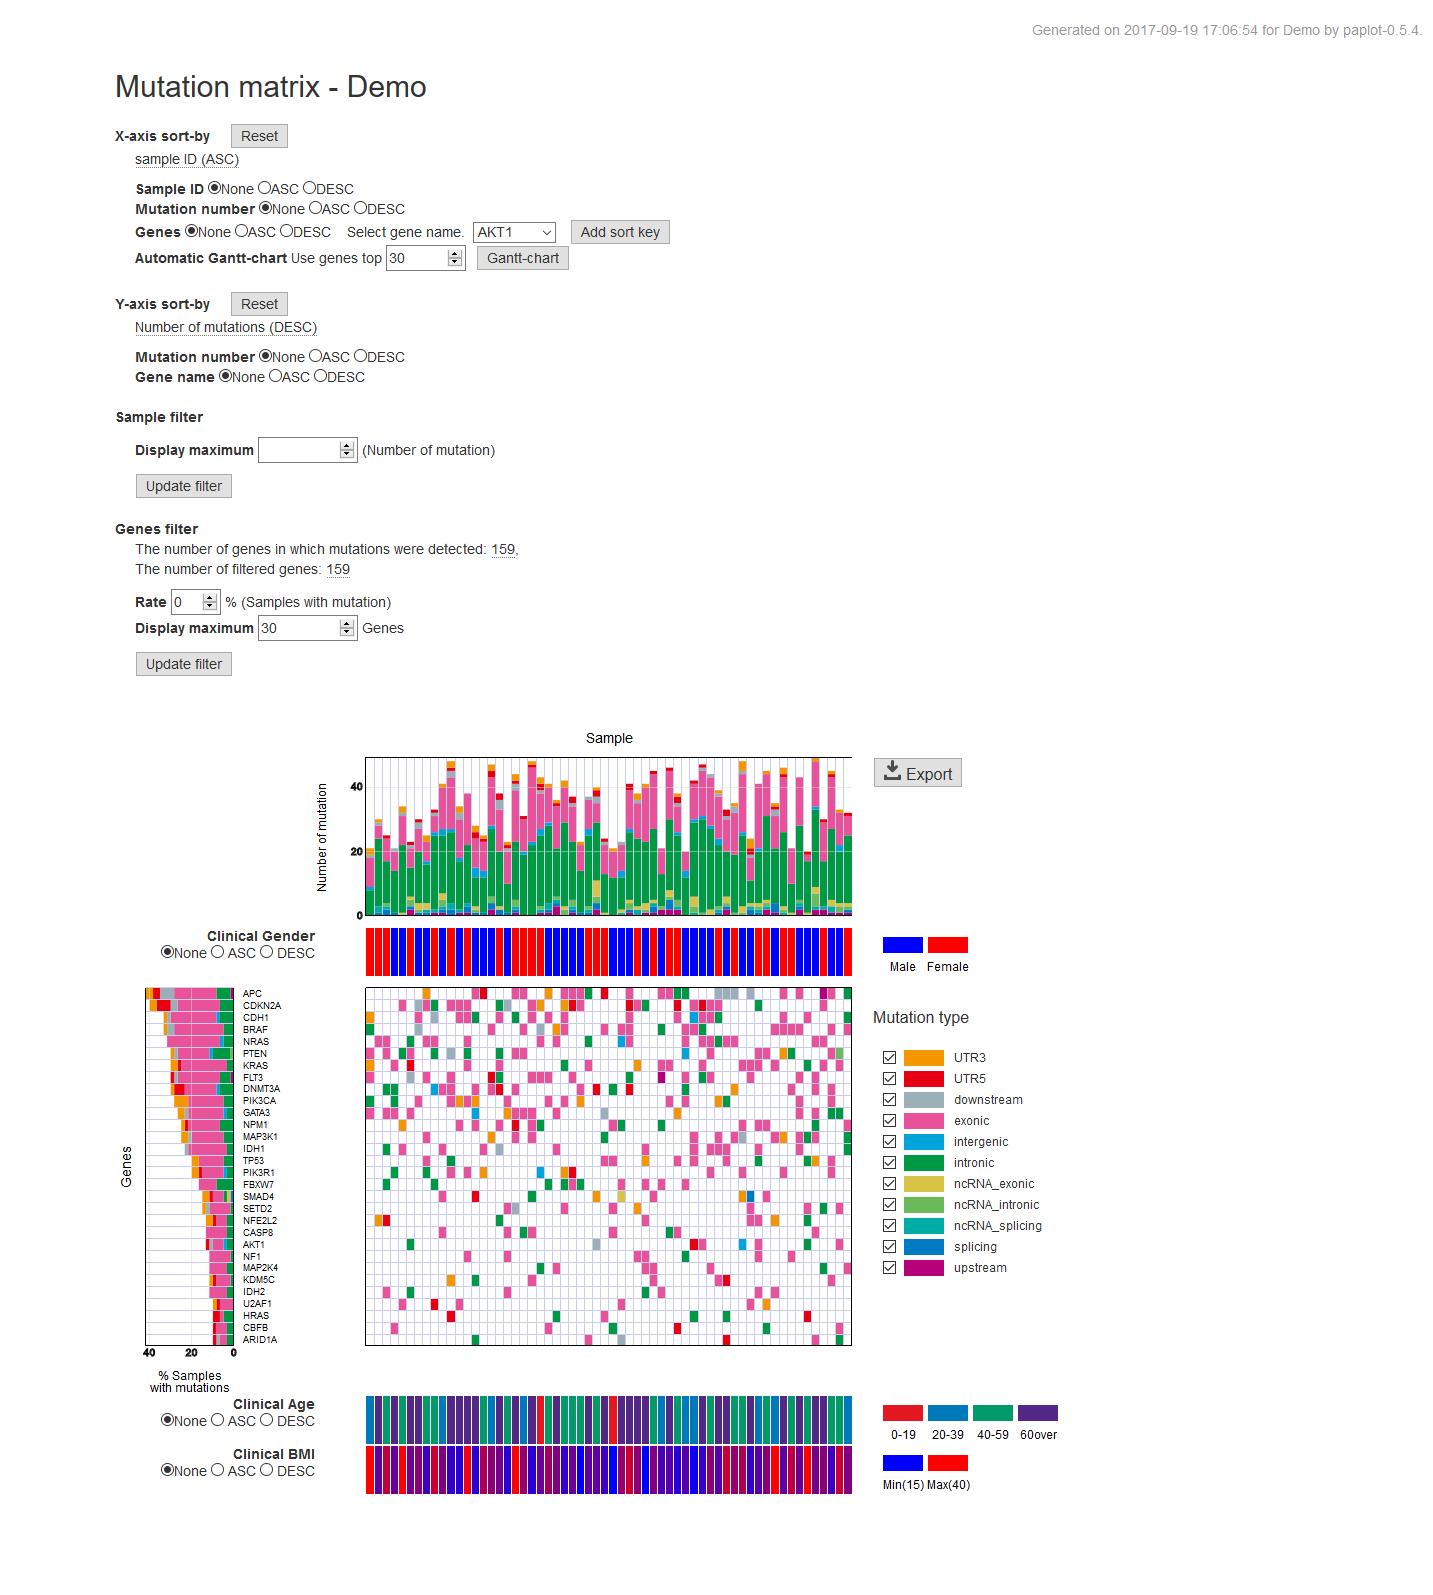 Generated on 2017-09-19 17:06:54 for Demo by paplot-0.5.4.
Mutation matrix - Demo
X-axis sort-by Reset
sample ID (ASC)
Sample ID None ASC DESC
Mutation number None ASC DESC
Genes None ASC DESC Select gene name. AKT1 Add sort key
Automatic Gantt-chart Use genes top 30 Gantt-chart
Y-axis sort-by Reset
Number of mutations (DESC)
Mutation number None ASC DESC
Gene name None ASC DESC
Sample filter
Display maximum (Number of mutation)
Update filter
Genes filter
The number of genes in which mutations were detected: 159,
The number of filtered genes: 159
Rate 0 % (Samples with mutation)
Display maximum 30 Genes
Update filter
Sample
Export
Number of mutation
40
20
0
Clinical Gender
None ASC DESC
Male Female
Genes
APC
CDKN2A
CDH1
BRAF
NRAS
PTEN
KRAS
FLT3
DNMT3A
PIK3CA
GATA3
NPM1
MAP3K1
IDH1
TP53
PIK3R1
FBXW7
SMAD4
SETD2
NFE2L2
CASP8
AKT1
NF1
MAP2K4
KDM5C
IDH2
U2AF1
HRAS
CBFB
ARID1A
40 20 0
% Samples
with mutations
Mutation type
UTR3
UTR5
downstream
exonic
intergenic
intronic
ncRNA_exonic
ncRNA_intronic
ncRNA_splicing
splicing
upstream
Clinical Age
None ASC DESC
0-19 20-39 40-59 60over
Clinical BMI
None ASC DESC
Min(15) Max(40)